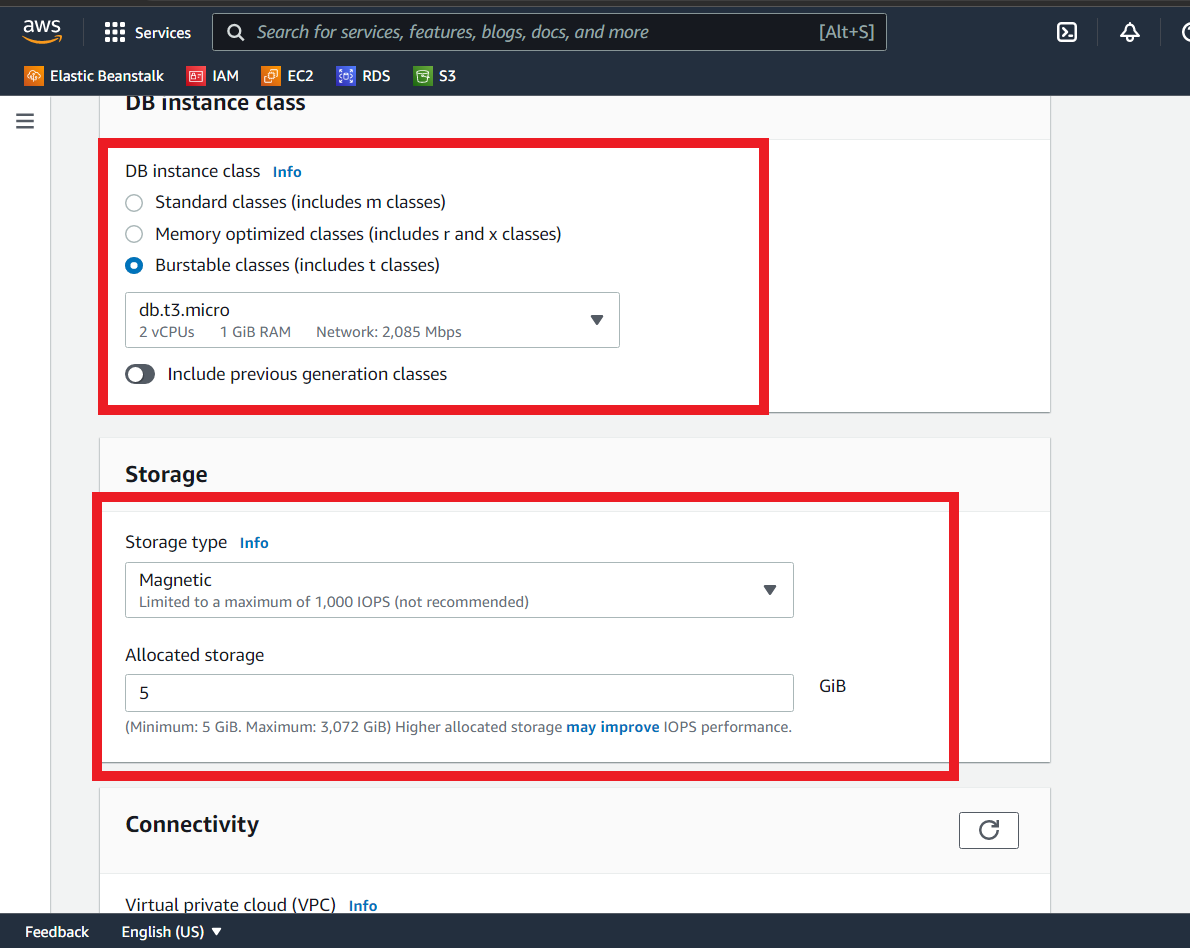 aws
Services
Search for services, features, blogs, docs, and more
[Alt+S]
Elastic Beanstalk
IAM
EC2
RDS
S3
DB instance class
DB instance class Info
Standard classes (includes m classes)
Memory optimized classes (includes r and x classes)
Burstable classes (includes t classes)
db.t3.micro
2 vCPUs 1 GiB RAM Network: 2,085 Mbps
Include previous generation classes
Storage
Storage type Info
Magnetic
Limited to a maximum of 1,000 IOPS (not recommended)
Allocated storage
5
GiB
(Minimum: 5 GiB. Maximum: 3,072 GiB) Higher allocated storage may improve IOPS performance.
Connectivity
Virtual private cloud (VPC) Info
Feedback
English (US)